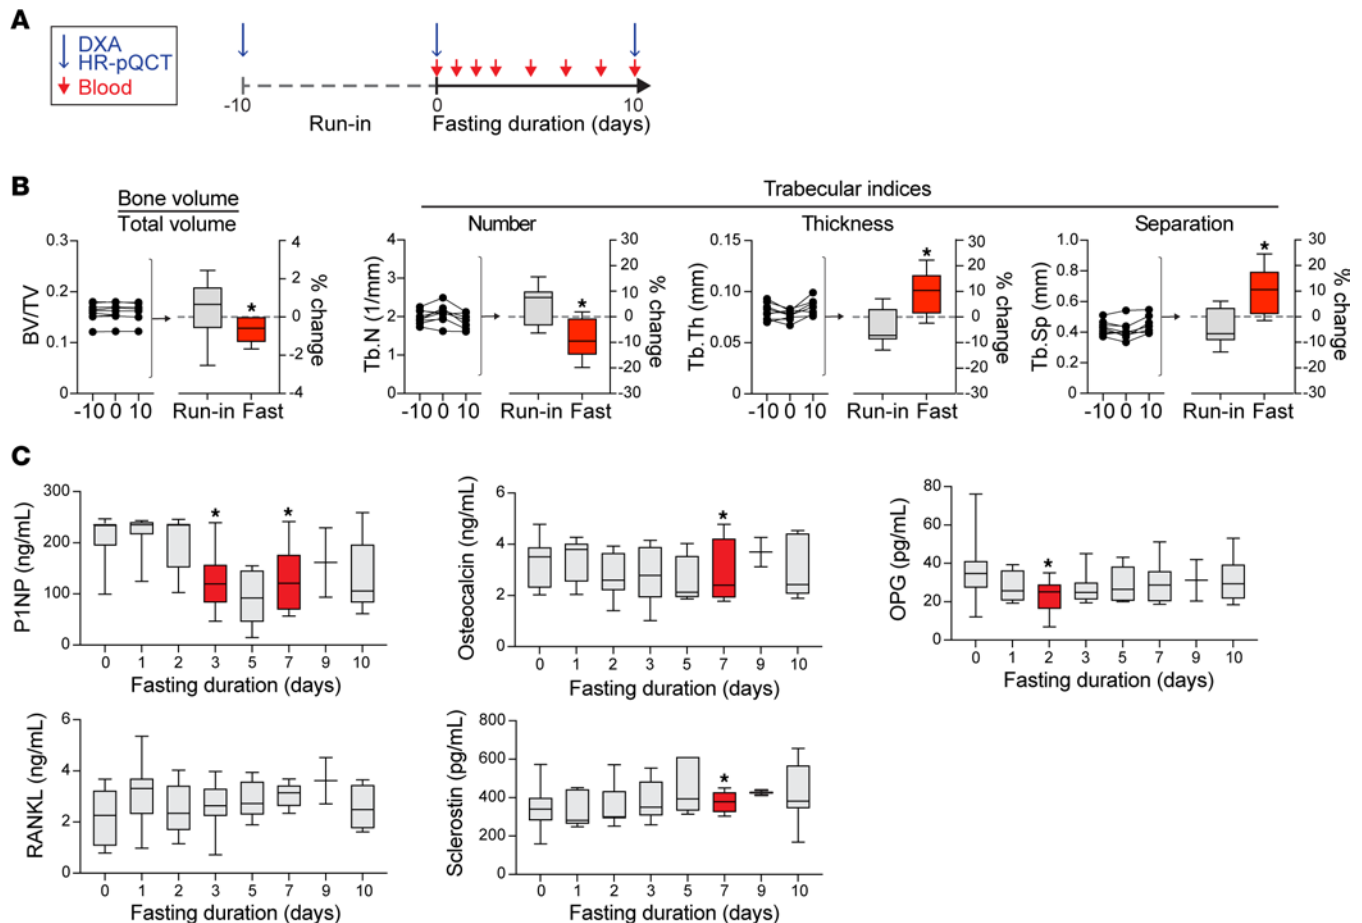 A
DXA
HR-pQCT
Blood
-10
0
10
Run-in
Fasting duration (days)
B
Bone volume
Total volume
Trabecular indices
Number
Thickness
Separation
BV/TV
0.3
0.2
0.1
0
-10 0 10
4
2
0
-2
-4
% change
*
Run-in Fast
Tb.N (1/mm)
4
3
2
1
0
-10 0 10
30
20
10
0
-10
-20
-30
% change
*
Run-in Fast
Tb.Th (mm)
0.15
0.10
0.05
0
-10 0 10
30
20
10
0
-10
-20
-30
% change
*
Run-in Fast
Tb.Sp (mm)
1.0
0.8
0.6
0.4
0.2
0
-10 0 10
30
20
10
0
-10
-20
-30
% change
*
Run-in Fast
C
P1NP (ng/mL)
300
200
100
0
* *
0 1 2 3 5 7 9 10
Fasting duration (days)
Osteocalcin (ng/mL)
6
4
2
0
*
0 1 2 3 5 7 9 10
Fasting duration (days)
OPG (pg/mL)
80
60
40
20
0
*
0 1 2 3 5 7 9 10
Fasting duration (days)
RANKL (ng/mL)
6
4
2
0
0 1 2 3 5 7 9 10
Fasting duration (days)
Sclerostin (pg/mL)
800
600
400
200
0
*
0 1 2 3 5 7 9 10
Fasting duration (days)